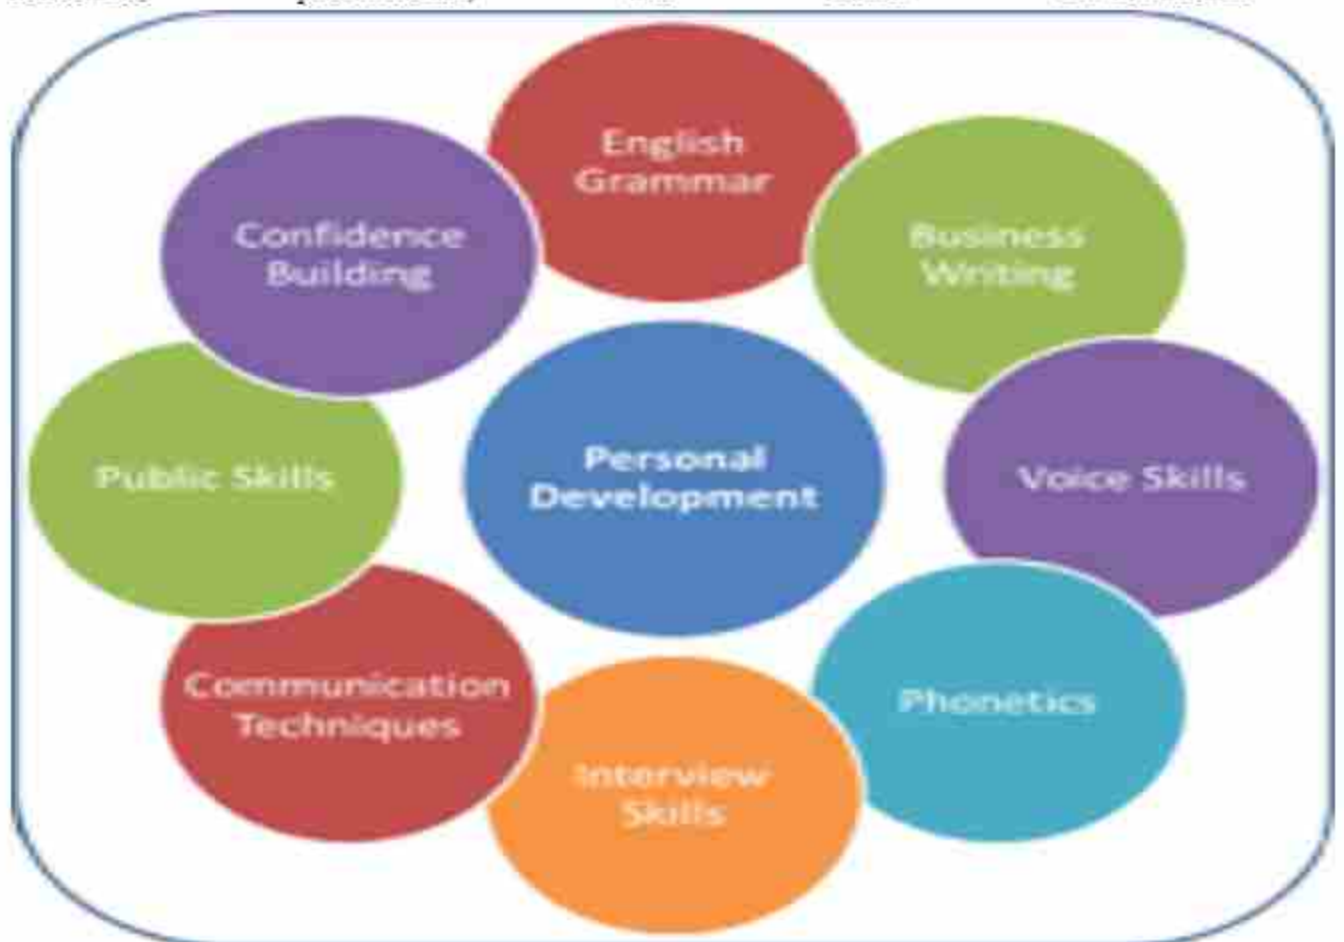 English
Grammar
Business
Writing
Voice Skills
Phonetics
Interview
Skills
Communication
Techniques
Public Skills
Confidence
Building
Personal
Development